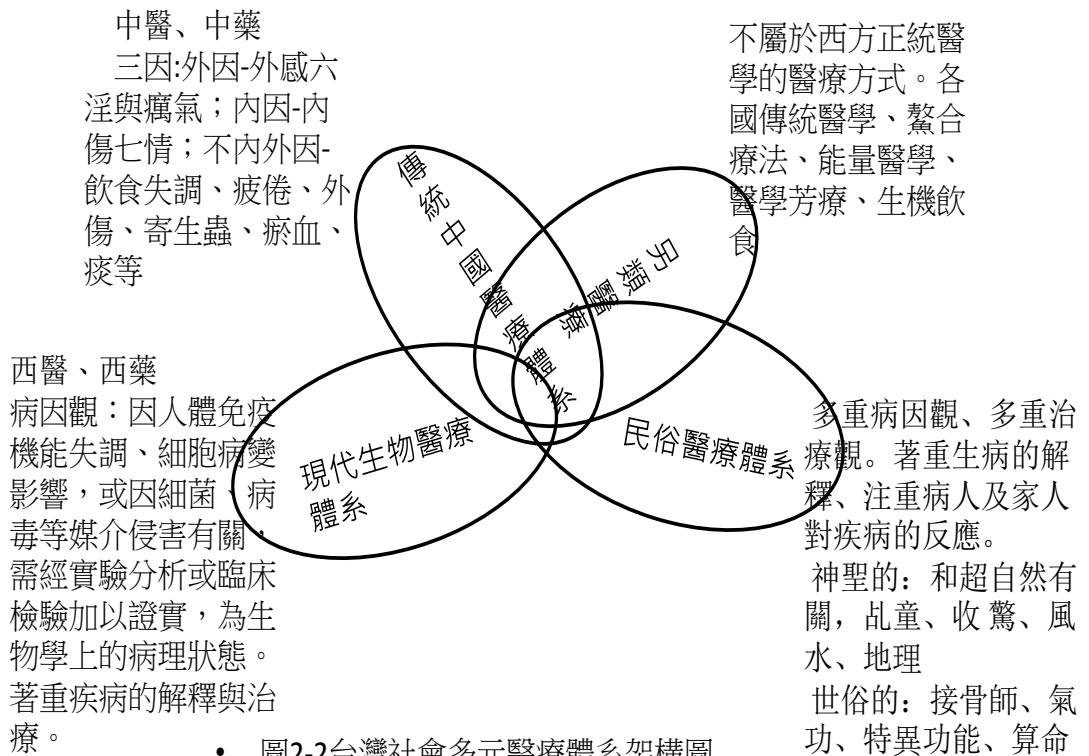 中醫、中藥
三因:外因-外感六
淫與癘氣；內因-內
傷七情；不內外因-
飲食失調、疲倦、外
傷、寄生蟲、瘀血、
痰等
不屬於西方正統醫
學的醫療方式。各
國傳統醫學、螯合
療法、能量醫學、
醫學芳療、生機飲
食
傳統中國醫療體系
另類醫療
西醫、西藥
病因觀：因人體免疫
機能失調、細胞病變
影響，或因細菌、病
毒等媒介侵害有關，
需經實驗分析或臨床
檢驗加以證實，為生
物學上的病理狀態。
著重疾病的解釋與治
療。
現代生物醫療
體系
民俗醫療體系
多重病因觀、多重治
療觀。著重生病的解
釋、注重病人及家人
對疾病的反應。
神聖的：和超自然有
關，乩童、收 驚、風
水、地理
世俗的：接骨師、氣
功、特異功能、算命
• 圖2-2台灣社會多元醫療體系架構圖